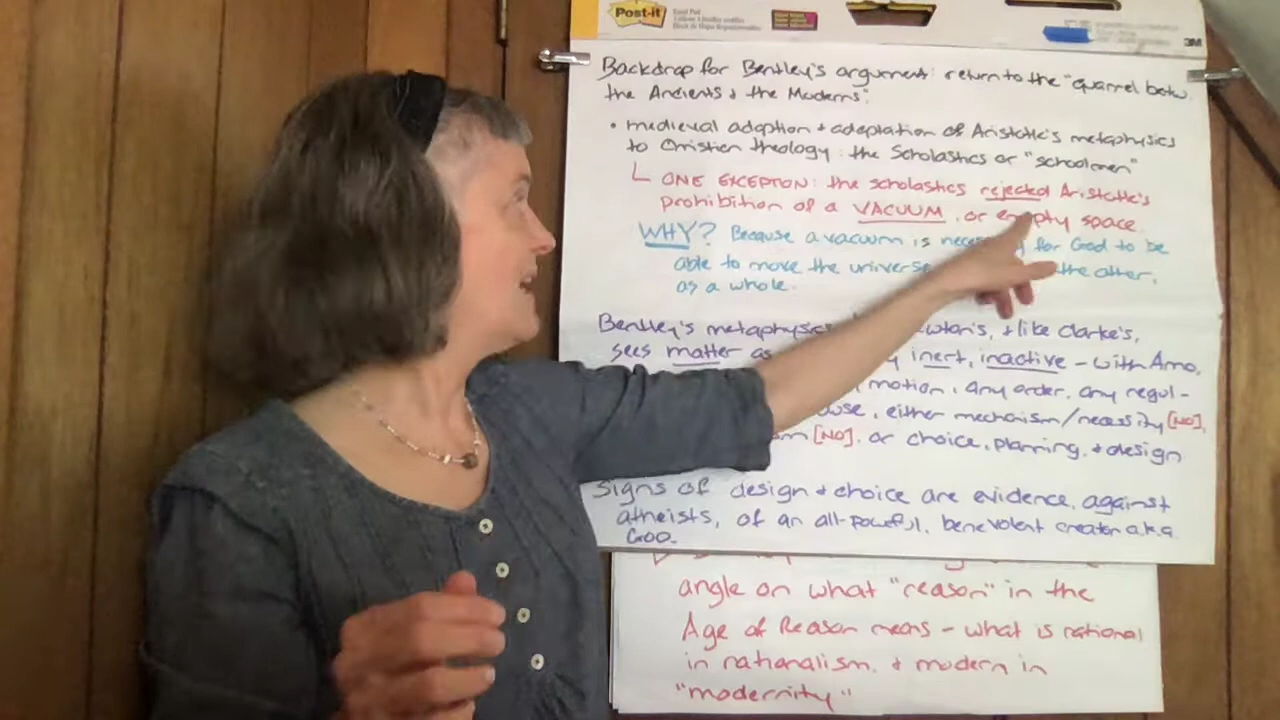 Post-it
3M
Backdrop for Bentley's argument: return to the "quarrel betw.
the Ancients & the Moderns".
• medieval adoption & adaptation of Aristotle's metaphysics
to Christian theology: the Scholastics or "schoolmen"
ONE EXCEPTION: the scholastics rejected Aristotle's
prohibition of a VACUUM, or empty space.
WHY? Because a vacuum is for God to be
able to move the universe the other,
as a whole.
Bentley's metaphysics & like Clarke's,
sees matter as inert, inactive – with Amo,
motion, any order, any regul-
either mechanism/necessity [NO],
[NO], or choice, planning, & design
Signs of design & choice are evidence, against
atheists, of an all-powerful, benevolent creator a.k.a.
GOD.
angle on what "reason" in the
Age of Reason means – what is rational
in rationalism, & modern in
"modernity"